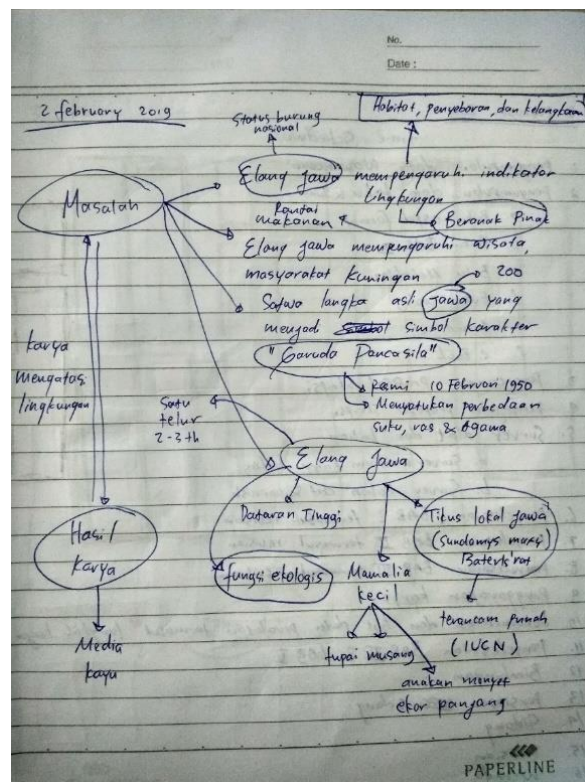 No.
Date :
2 february 2019
Habitat, penyebaran, dan kelangkaan
Status burung
nasional
Masalah
Elang Jawa mempengaruhi indikator
lingkungan
Rantai
makanan
Beranak Pinak
Elang Jawa mempengaruhi wisata,
masyarakat Kuningan
200
Satwa langka asli Jawa yang
menjadi simbol karakter
"Garuda Pancasila"
Resmi 10 Februari 1950
Menyatukan perbedaan
suku, ras & Agama
karya
mengatasi
lingkungan
Satu
telur
2-3 th
Elang Jawa
Dataran Tinggi
fungsi ekologis
Mamalia
kecil
Tikus lokal Jawa
(Sundamys
terancam punah
(IUCN)
tupai musang
anakan monyet
ekor panjang
Hasil
karya
Media
kayu
PAPERLINE